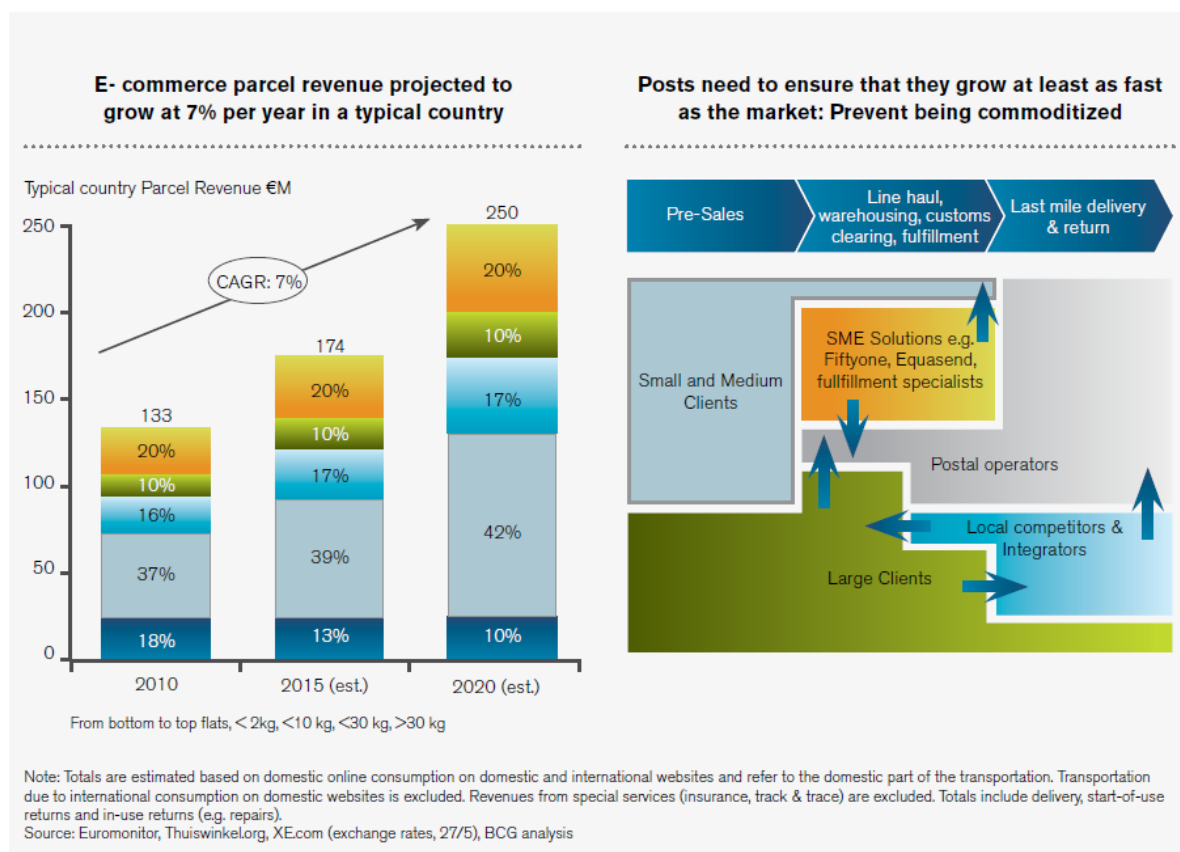 E- commerce parcel revenue projected to
grow at 7% per year in a typical country
Typical country Parcel Revenue €M
250
200
150
100
50
0
CAGR: 7%
133
20%
10%
16%
37%
18%
174
20%
10%
17%
39%
13%
250
20%
10%
17%
42%
10%
2010
2015 (est.)
2020 (est.)
From bottom to top flats, < 2kg, <10 kg, <30 kg, >30 kg
Posts need to ensure that they grow at least as fast
as the market: Prevent being commoditized
Pre-Sales
Line haul,
warehousing, customs
clearing, fulfillment
Last mile delivery
& return
Small and Medium
Clients
SME Solutions e.g.
Fiftyone, Equasend,
fullfillment specialists
Postal operators
Local competitors &
Integrators
Large Clients
Note: Totals are estimated based on domestic online consumption on domestic and international websites and refer to the domestic part of the transportation. Transportation
due to international consumption on domestic websites is excluded. Revenues from special services (insurance, track & trace) are excluded. Totals include delivery, start-of-use
returns and in-use returns (e.g. repairs).
Source: Euromonitor, Thuiswinkel.org, XE.com (exchange rates, 27/5), BCG analysis